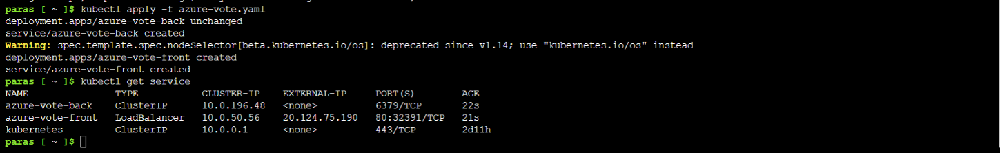 paras [ ~ ]$ kubectl apply -f azure-vote.yaml
deployment.apps/azure-vote-back unchanged
service/azure-vote-back created
Warning: spec.template.spec.nodeSelector[beta.kubernetes.io/os]: deprecated since v1.14; use "kubernetes.io/os" instead
deployment.apps/azure-vote-front created
service/azure-vote-front created
paras [ ~ ]$ kubectl get service
NAME TYPE CLUSTER-IP EXTERNAL-IP PORT(S) AGE
azure-vote-back ClusterIP 10.0.196.48 <none> 6379/TCP 22s
azure-vote-front LoadBalancer 10.0.50.56 20.124.75.190 80:32391/TCP 21s
kubernetes ClusterIP 10.0.0.1 <none> 443/TCP 2d11h
paras [ ~ ]$